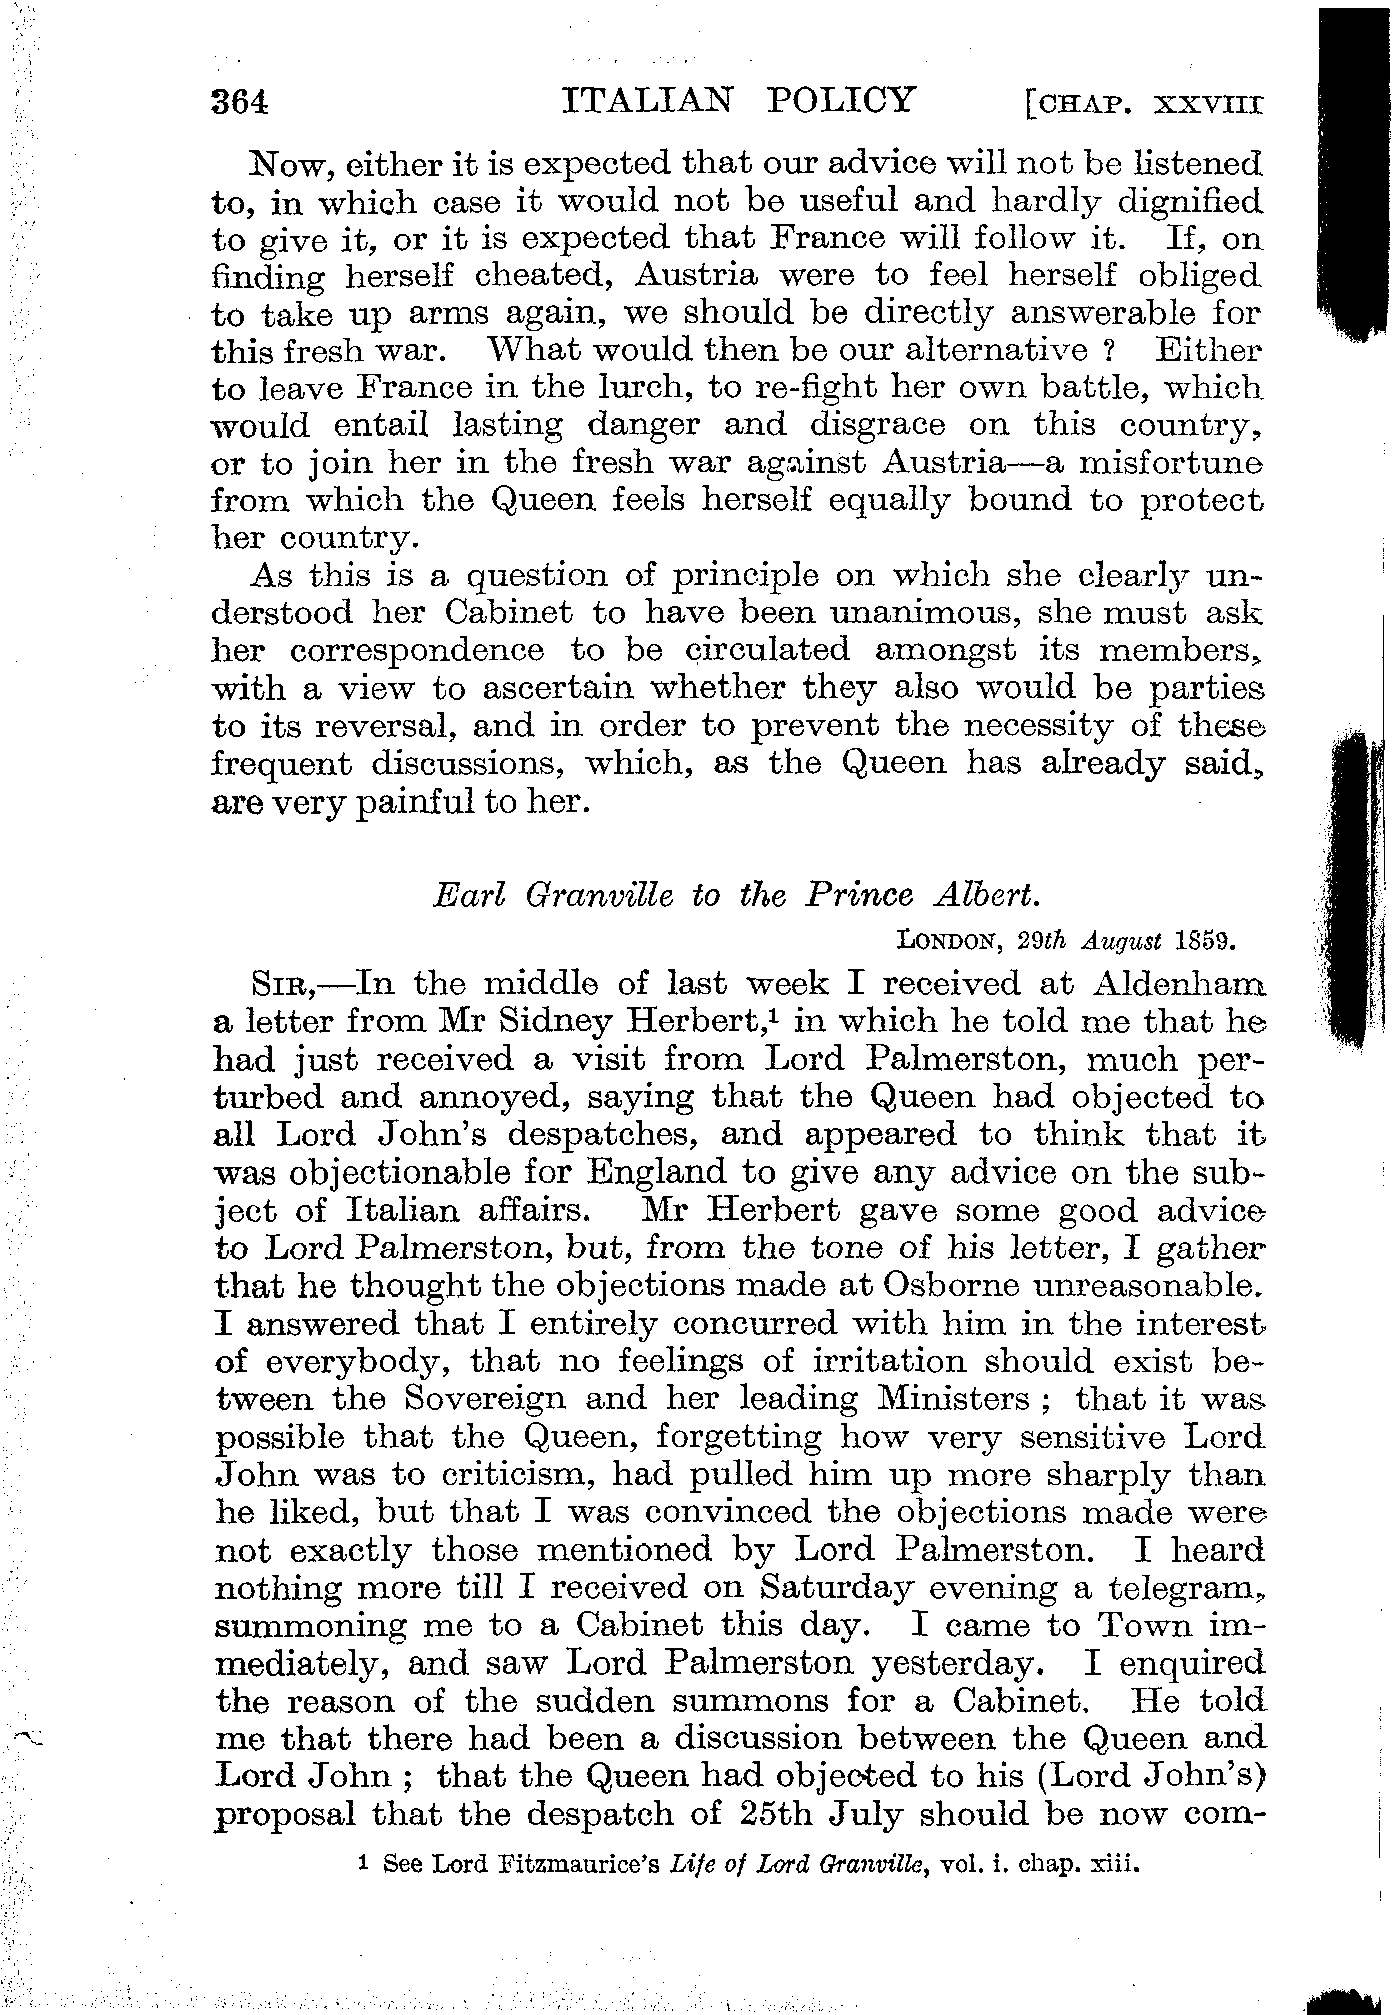 364 ITALIAN POLICY [CHAP. XXVIII
Now, either it is expected that our advice will not be listened
to, in which case it would not be useful and hardly dignified
to give it, or it is expected that France will follow it. If, on
finding herself cheated, Austria were to feel herself obliged
to take up arms again, we should be directly answerable for
this fresh war. What would then be our alternative ? Either
to leave France in the lurch, to re-fight her own battle, which
would entail lasting danger and disgrace on this country,
or to join her in the fresh war against Austria—a misfortune
from which the Queen feels herself equally bound to protect
her country.
As this is a question of principle on which she clearly un-
derstood her Cabinet to have been unanimous, she must ask
her correspondence to be circulated amongst its members,
with a view to ascertain whether they also would be parties
to its reversal, and in order to prevent the necessity of these
frequent discussions, which, as the Queen has already said,
are very painful to her.
Earl Granville to the Prince Albert.
LONDON, 29th August 1859.
SIR,—In the middle of last week I received at Aldenham
a letter from Mr Sidney Herbert,¹ in which he told me that he
had just received a visit from Lord Palmerston, much per-
turbed and annoyed, saying that the Queen had objected to
all Lord John's despatches, and appeared to think that it
was objectionable for England to give any advice on the sub-
ject of Italian affairs. Mr Herbert gave some good advice
to Lord Palmerston, but, from the tone of his letter, I gather
that he thought the objections made at Osborne unreasonable.
I answered that I entirely concurred with him in the interest
of everybody, that no feelings of irritation should exist be-
tween the Sovereign and her leading Ministers ; that it was
possible that the Queen, forgetting how very sensitive Lord
John was to criticism, had pulled him up more sharply than
he liked, but that I was convinced the objections made were
not exactly those mentioned by Lord Palmerston. I heard
nothing more till I received on Saturday evening a telegram,
summoning me to a Cabinet this day. I came to Town im-
mediately, and saw Lord Palmerston yesterday. I enquired
the reason of the sudden summons for a Cabinet. He told
me that there had been a discussion between the Queen and
Lord John ; that the Queen had objected to his (Lord John's)
proposal that the despatch of 25th July should be now com-
1 See Lord Fitzmaurice's Life of Lord Granville, vol. i. chap. xiii.